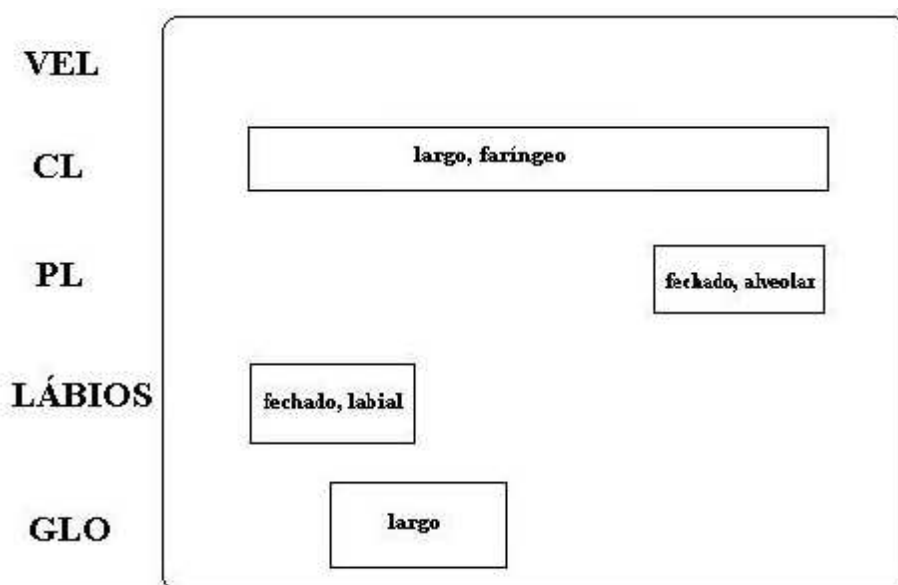 VEL
CL
largo, faríngeo
PL
fechado, alveolar
LÁBIOS
fechado, labial
GLO
largo